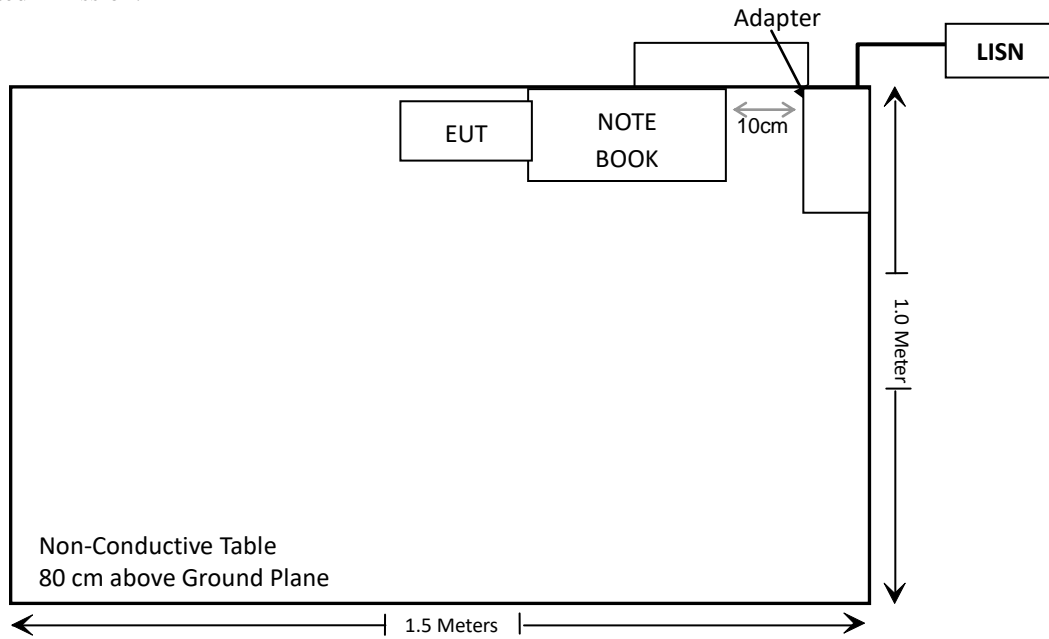 Adapter
LISN
EUT
NOTE
BOOK
10cm
1.0 Meter
Non-Conductive Table
80 cm above Ground Plane
1.5 Meters